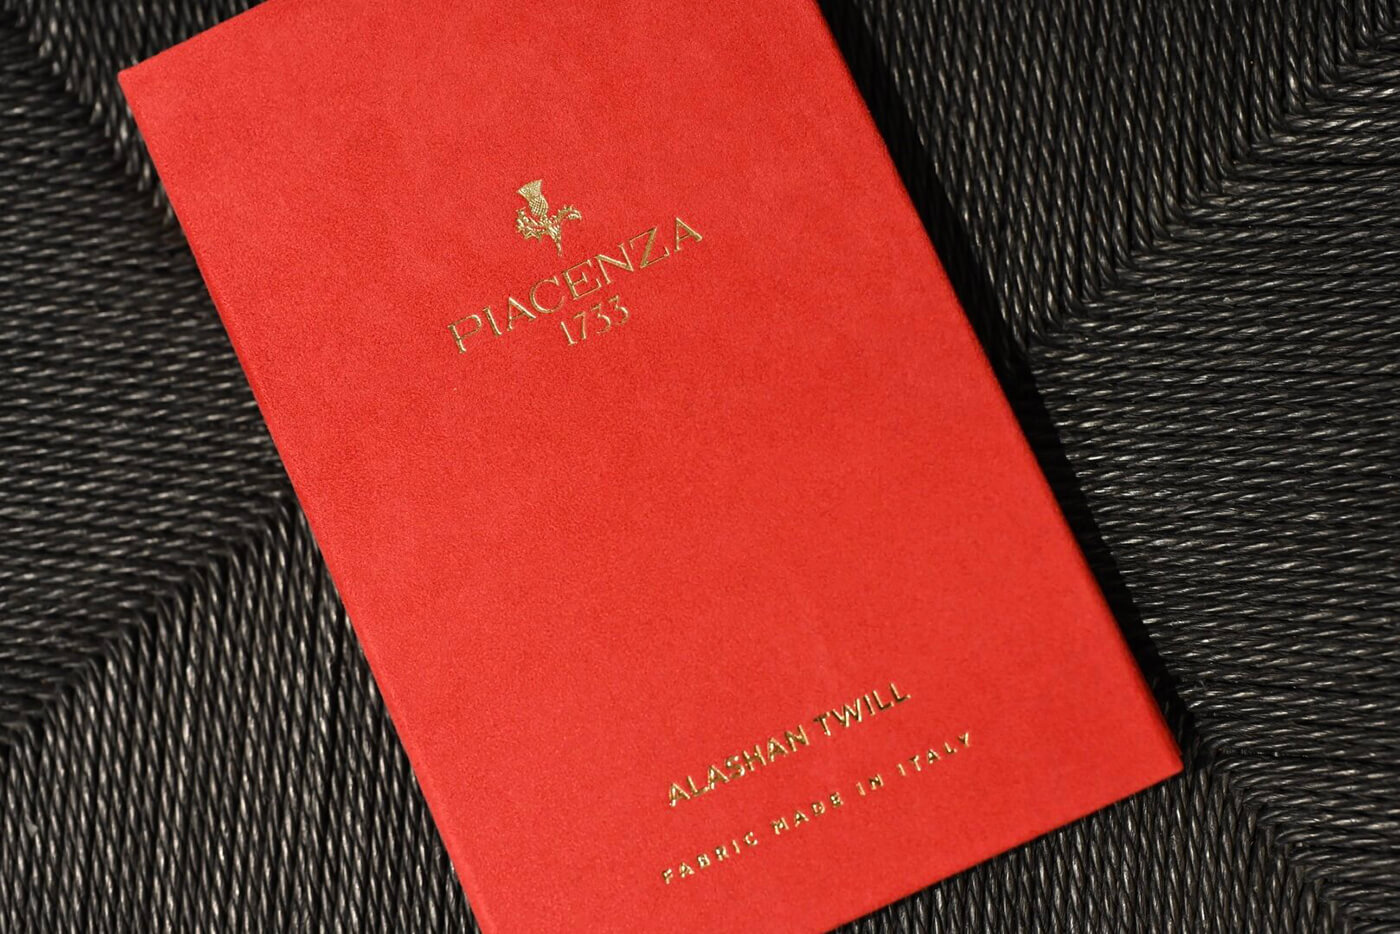 PIACENZA
1733
ALASHAN TWILL
FABRIC MADE IN ITALY